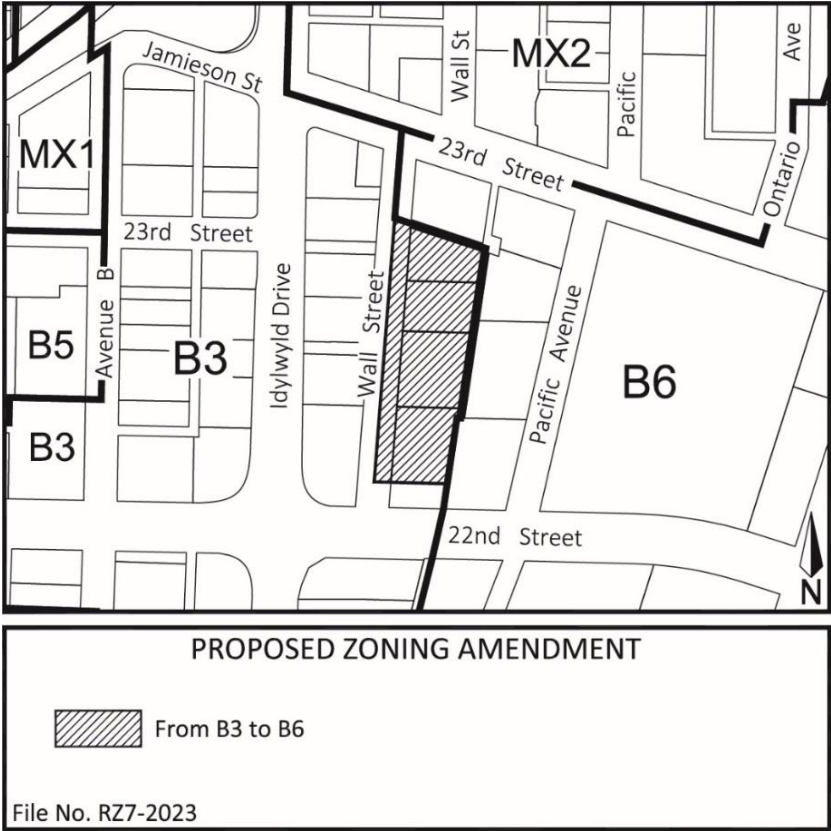 Jamieson St
Wall St
MX2
Pacific
Ave
Ontario
MX1
23rd Street
23rd Street
Avenue B
Idylwyld Drive
Wall Street
Pacific Avenue
B5
B3
B6
B3
22nd Street
N
PROPOSED ZONING AMENDMENT
From B3 to B6
File No. RZ7-2023